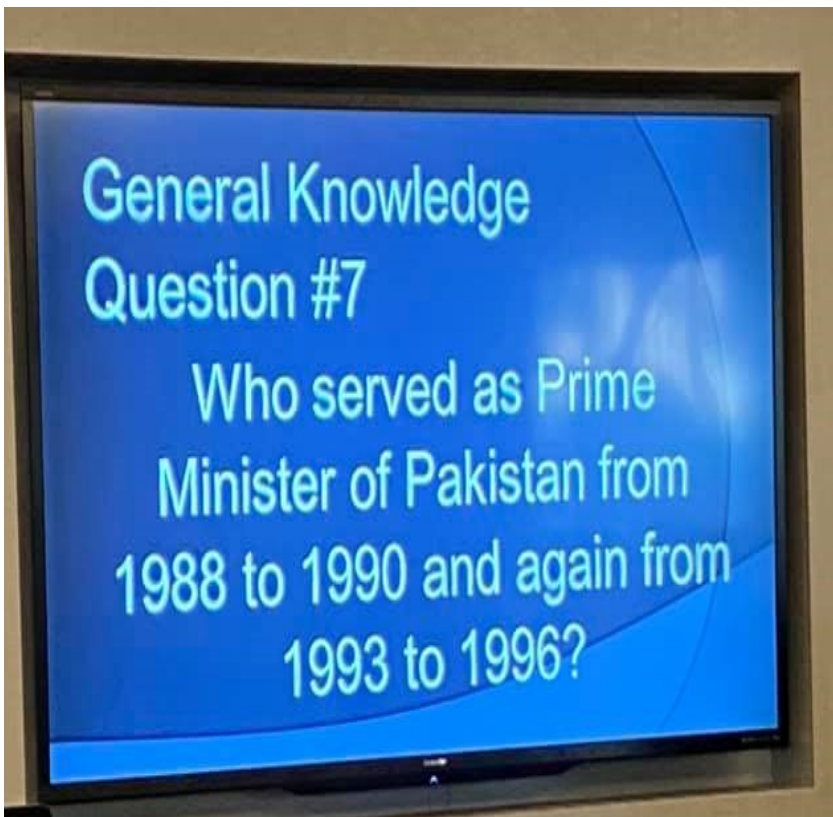 General Knowledge
Question #7
Who served as Prime
Minister of Pakistan from
1988 to 1990 and again from
1993 to 1996?